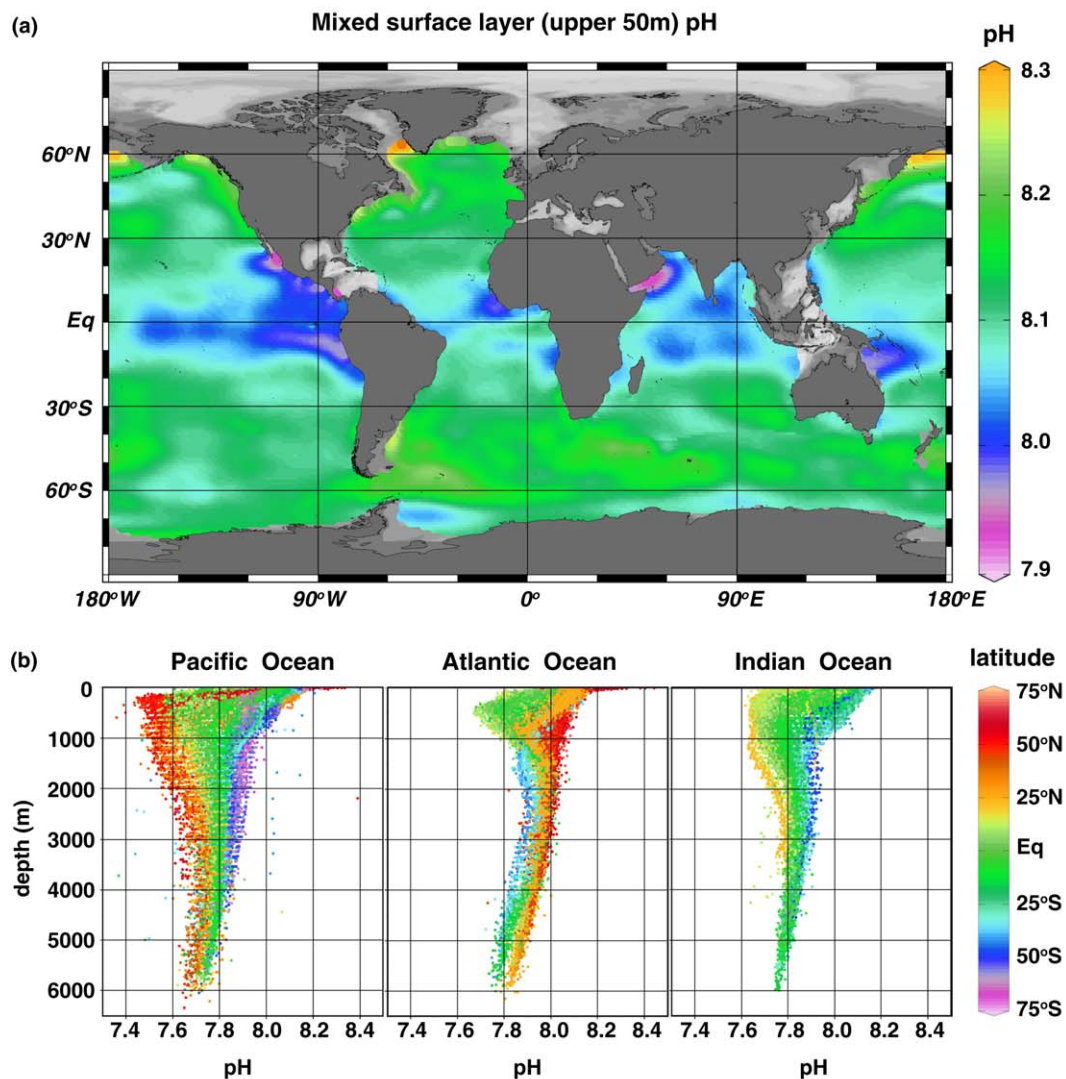 (a)
Mixed surface layer (upper 50m) pH
pH
8.3
8.2
8.1
8.0
7.9
60°N
30°N
Eq
30°S
60°S
180°W
90°W
0°
90°E
180°E
(b)
Pacific Ocean
Atlantic Ocean
Indian Ocean
latitude
75°N
50°N
25°N
Eq
25°S
50°S
75°S
depth (m)
0
1000
2000
3000
4000
5000
6000
7.4 7.6 7.8 8.0 8.2 8.4
7.6 7.8 8.0 8.2 8.4
7.6 7.8 8.0 8.2 8.4
pH
pH
pH